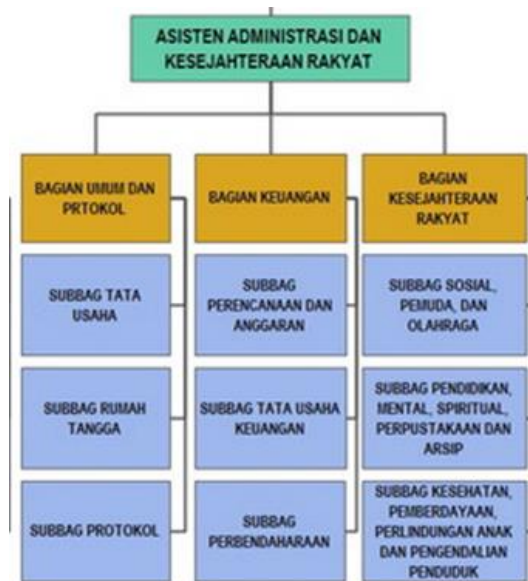 ASISTEN ADMINISTRASI DAN
KESEJAHTERAAN RAKYAT
BAGIAN UMUM DAN
PRTOKOL
BAGIAN KEUANGAN
BAGIAN
KESEJAHTERAAN
RAKYAT
SUBBAG TATA
USAHA
SUBBAG
PERENCANAAN DAN
ANGGARAN
SUBBAG SOSIAL,
PEMUDA, DAN
OLAHRAGA
SUBBAG RUMAH
TANGGA
SUBBAG TATA USAHA
KEUANGAN
SUBBAG PENDIDIKAN,
MENTAL, SPIRITUAL,
PERPUSTAKAAN DAN
ARSIP
SUBBAG PROTOKOL
SUBBAG
PERBENDAHARAAN
SUBBAG KESEHATAN,
PEMBERDAYAAN,
PERLINDUNGAN ANAK
DAN PENGENDALIAN
PENDUDUK